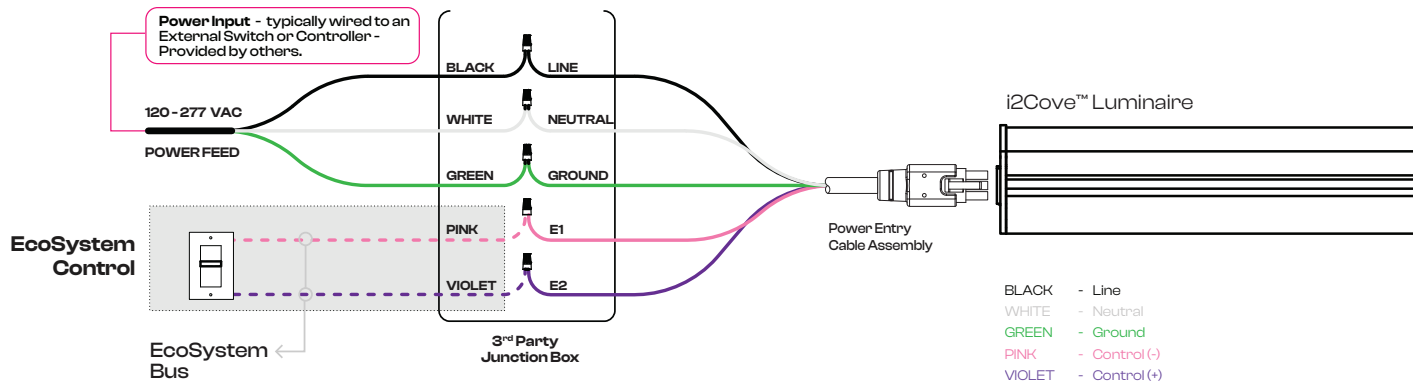 Power Input - typically wired to an
External Switch or Controller -
Provided by others.
BLACK LINE
120-277 VAC
WHITE NEUTRAL
POWER FEED
GREEN GROUND
i2Cove™ Luminaire
Power Entry
Cable Assembly
EcoSystem
Control
PINK E1
VIOLET E2
EcoSystem
Bus
3rd Party
Junction Box
BLACK - Line
WHITE - Neutral
GREEN - Ground
PINK - Control (-)
VIOLET - Control (+)